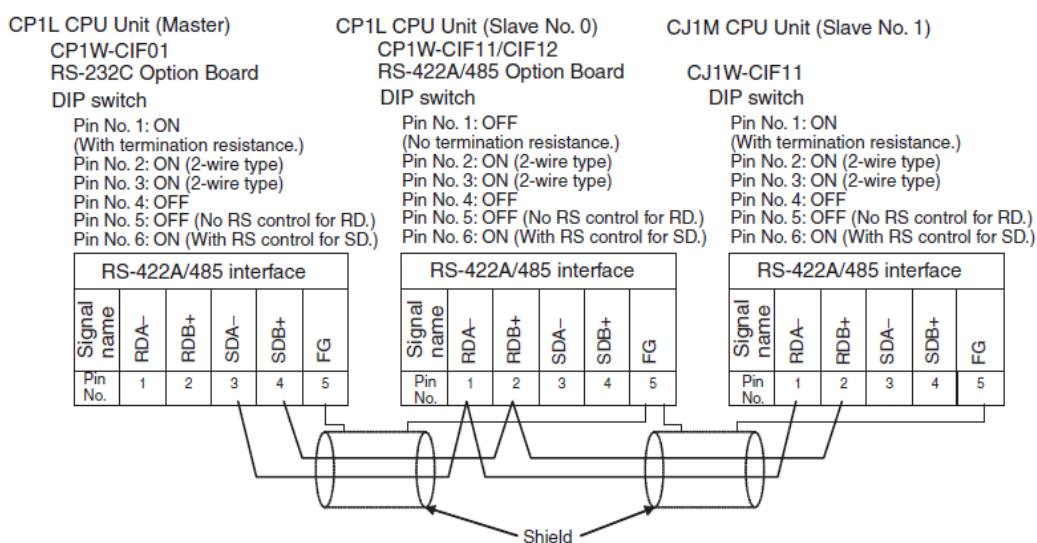 CP1L CPU Unit (Master)
CP1W-CIF01
RS-232C Option Board
DIP switch
Pin No. 1: ON
(With termination resistance.)
Pin No. 2: ON (2-wire type)
Pin No. 3: ON (2-wire type)
Pin No. 4: OFF
Pin No. 5: OFF (No RS control for RD.)
Pin No. 6: ON (With RS control for SD.)
RS-422A/485 interface
Signal name RDA– RDB+ SDA– SDB+ FG
Pin No. 1 2 3 4 5
CP1L CPU Unit (Slave No. 0)
CP1W-CIF11/CIF12
RS-422A/485 Option Board
DIP switch
Pin No. 1: OFF
(No termination resistance.)
Pin No. 2: ON (2-wire type)
Pin No. 3: ON (2-wire type)
Pin No. 4: OFF
Pin No. 5: OFF (No RS control for RD.)
Pin No. 6: ON (With RS control for SD.)
RS-422A/485 interface
Signal name RDA– RDB+ SDA– SDB+ FG
Pin No. 1 2 3 4 5
CJ1M CPU Unit (Slave No. 1)
CJ1W-CIF11
DIP switch
Pin No. 1: ON
(With termination resistance.)
Pin No. 2: ON (2-wire type)
Pin No. 3: ON (2-wire type)
Pin No. 4: OFF
Pin No. 5: OFF (No RS control for RD.)
Pin No. 6: ON (With RS control for SD.)
RS-422A/485 interface
Signal name RDA– RDB+ SDA– SDB+ FG
Pin No. 1 2 3 4 5
Shield